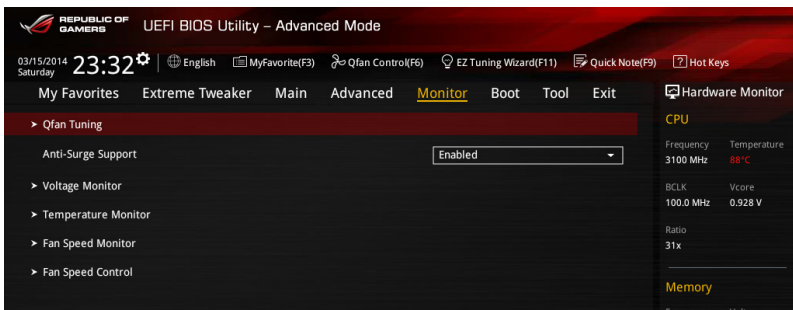 REPUBLIC OF
GAMERS
UEFI BIOS Utility – Advanced Mode
03/15/2014
Saturday
23:32
English
MyFavorite(F3)
Qfan Control(F6)
EZ Tuning Wizard(F11)
Quick Note(F9)
? Hot Keys
My Favorites
Extreme Tweaker
Main
Advanced
Monitor
Boot
Tool
Exit
Hardware Monitor
> Qfan Tuning
Anti-Surge Support
Enabled
> Voltage Monitor
> Temperature Monitor
> Fan Speed Monitor
> Fan Speed Control
CPU
Frequency Temperature
3100 MHz 88°C
BCLK Vcore
100.0 MHz 0.928 V
Ratio
31x
Memory